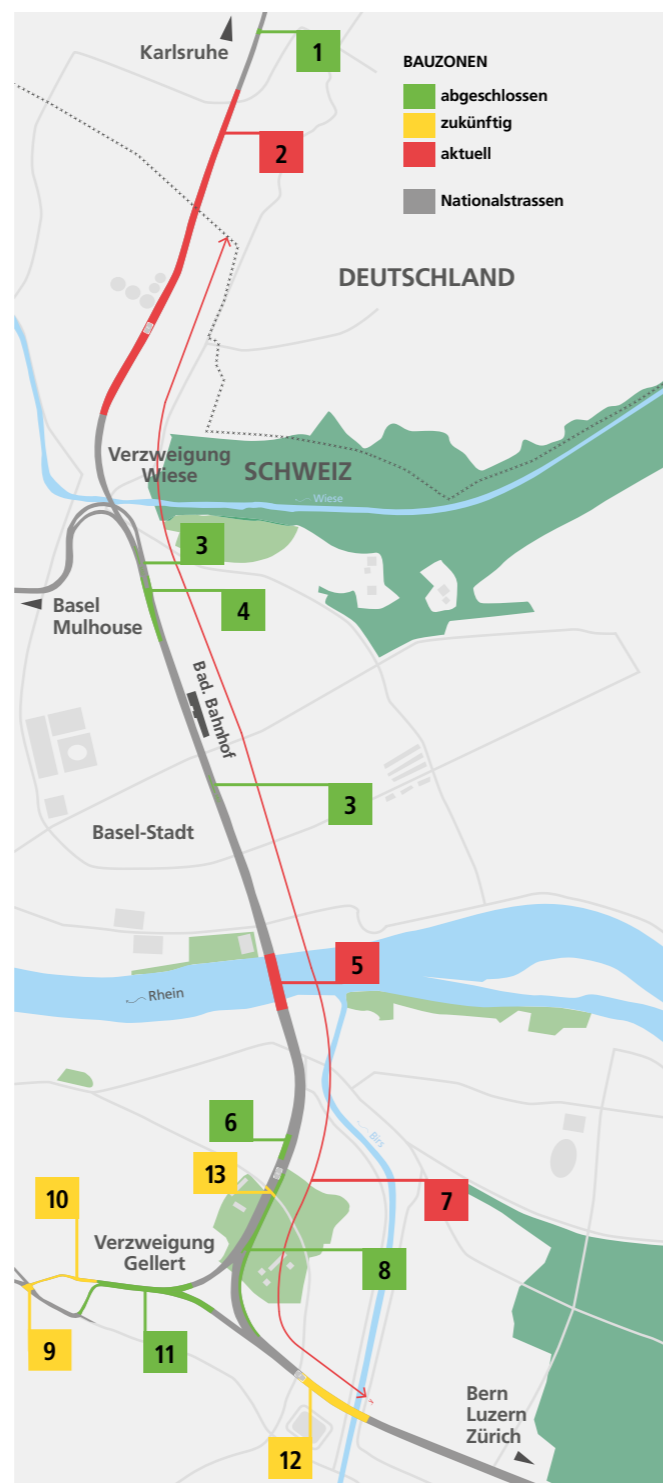 Karlsruhe
1
BAUZONEN
abgeschlossen
zukünftig
aktuell
Nationalstrassen
2
DEUTSCHLAND
Verzweigung
Wiese
SCHWEIZ
Wiese
3
4
Basel
Mulhouse
Bad. Bahnhof
3
Basel-Stadt
5
Rhein
6
Birs
13
10
7
Verzweigung
Gellert
8
9
11
12
Bern
Luzern
Zürich